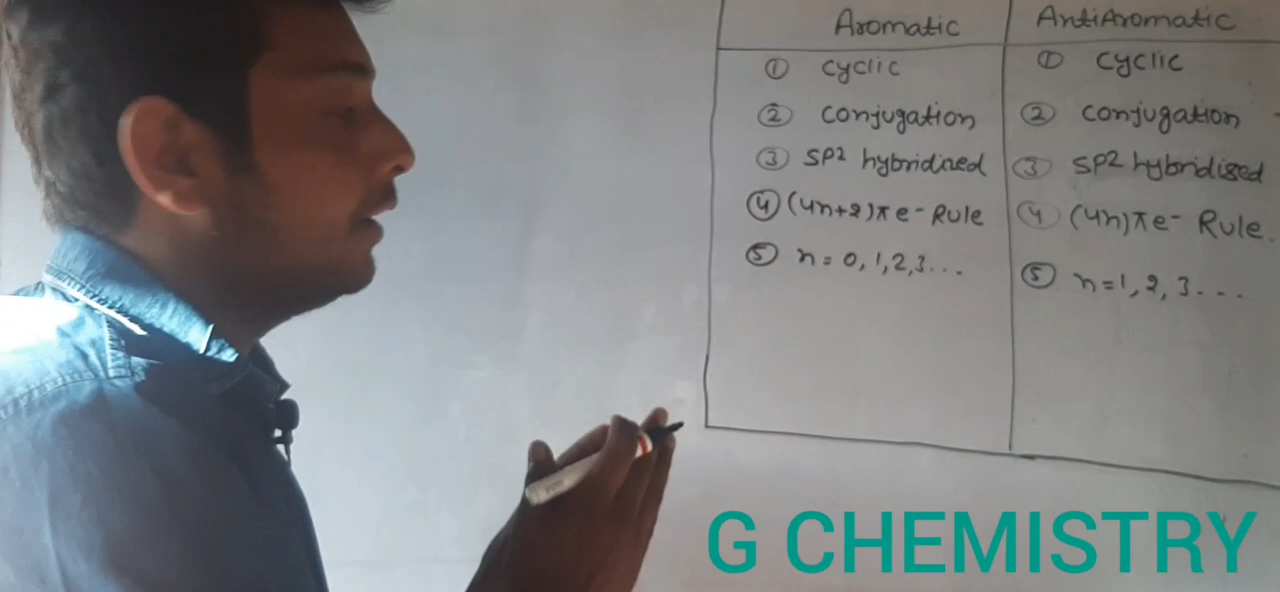 Aromatic
① cyclic
② conjugation
③ SP2 hybridized
④ (4n+2)π e- Rule
⑤ n = 0, 1, 2, 3 ...
AntiAromatic
① cyclic
② conjugation
③ SP2 hybridized
④ (4n)π e- Rule.
⑤ n = 1, 2, 3 - - -
G CHEMISTRY